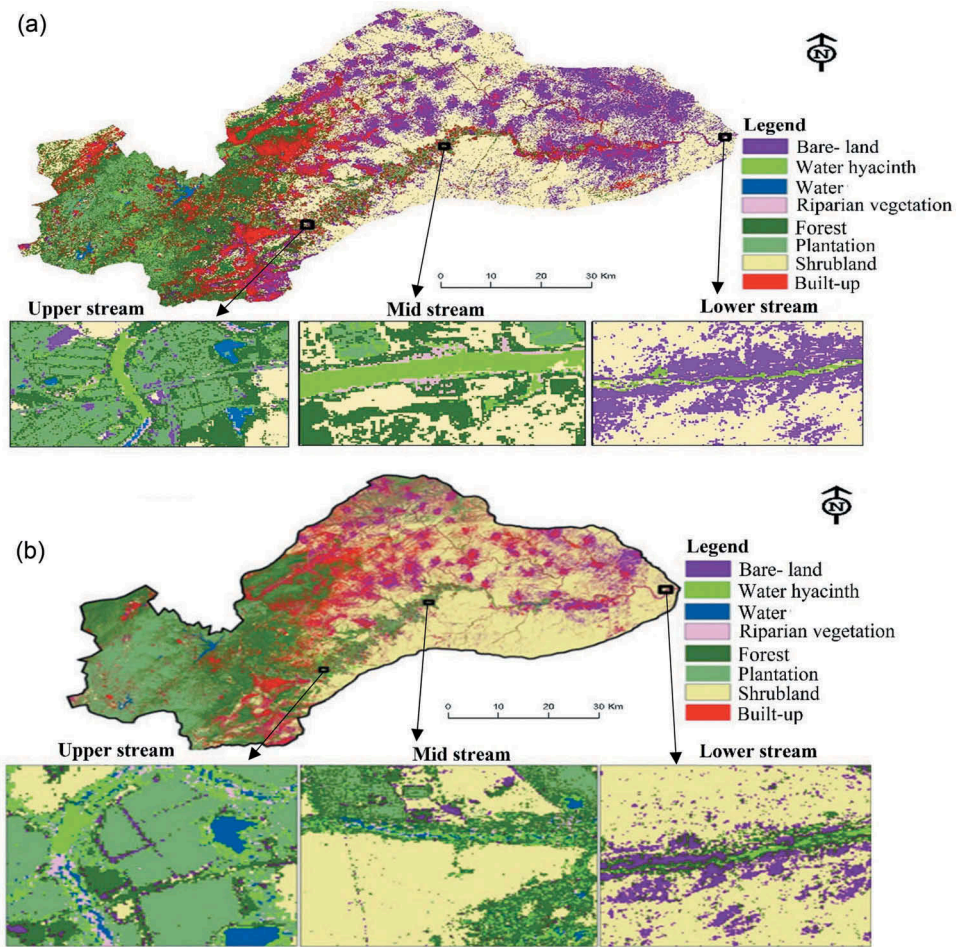 (a)
N
Legend
Bare- land
Water hyacinth
Water
Riparian vegetation
Forest
Plantation
Shrubland
Built-up
0 10 20 30 Km
Upper stream
Mid stream
Lower stream
(b)
N
Legend
Bare- land
Water hyacinth
Water
Riparian vegetation
Forest
Plantation
Shrubland
Built-up
0 10 20 30 Km
Upper stream
Mid stream
Lower stream